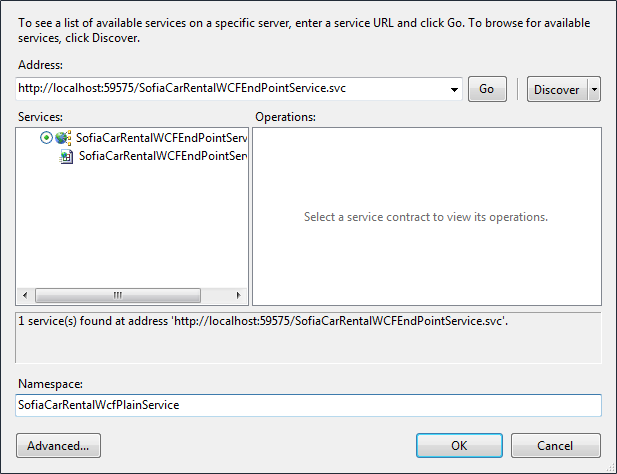 To see a list of available services on a specific server, enter a service URL and click Go. To browse for available
services, click Discover.
Address:
http://localhost:59575/SofiaCarRentalWCFEndPointService.svc
Go
Discover
Services:
Operations:
SofiaCarRentalWCFEndPointServ
SofiaCarRentalWCFEndPointSer
Select a service contract to view its operations.
1 service(s) found at address 'http://localhost:59575/SofiaCarRentalWCFEndPointService.svc'.
Namespace:
SofiaCarRentalWcfPlainService
Advanced...
OK
Cancel